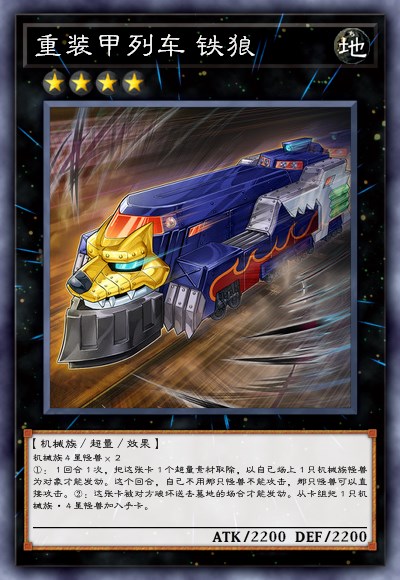 重装甲列车 铁狼
地
【机械族／超量／效果】
机械族４星怪兽×２
①：１回合１次，把这张卡１个超量素材取除，以自己场上１只机械族怪兽
为对象才能发动。这个回合，自己不用那只怪兽不能攻击，那只怪兽可以直
接攻击。②：这张卡被对方破坏送去墓地的场合才能发动。从卡组把１只机
械族・４星怪兽加入手卡。
ATK/2200 DEF/2200